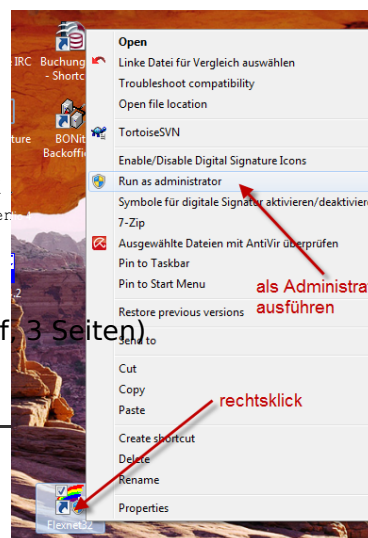 IRC
Buchung
- Shortc
ture
BONit
Backoffi
er
.2
Open
Linke Datei für Vergleich auswählen
Troubleshoot compatibility
Open file location
TortoiseSVN
Enable/Disable Digital Signature Icons
Run as administrator
Symbole für digitale Signatur aktivieren/deaktiviere
7-Zip
Ausgewählte Dateien mit AntiVir überprüfen
Pin to Taskbar
Pin to Start Menu
als Administra
ausführen
Restore previous versions
f, 3 Seiten)
Send to
Cut
Copy
Paste
rechtsklick
Create shortcut
Delete
Rename
Properties
Flexnet32